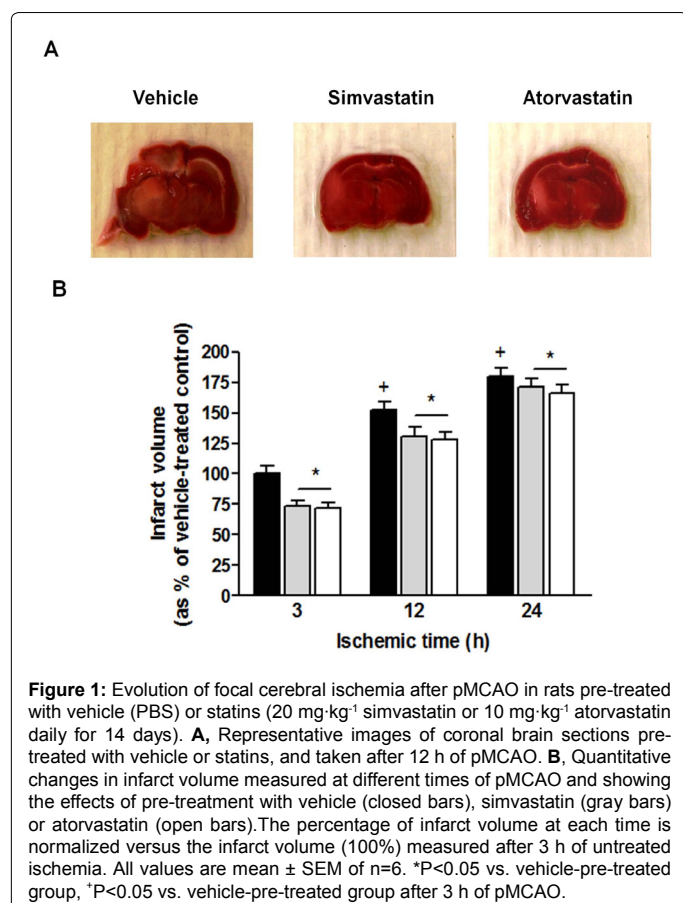 A
Vehicle Simvastatin Atorvastatin
B
Infarct volume
(as % of vehicle-treated control)
200
175
150
125
100
75
50
25
0
+ * + * *
3 12 24
Ischemic time (h)
Figure 1: Evolution of focal cerebral ischemia after pMCAO in rats pre-treated
with vehicle (PBS) or statins (20 mg·kg⁻¹ simvastatin or 10 mg·kg⁻¹ atorvastatin
daily for 14 days). A, Representative images of coronal brain sections pre-
treated with vehicle or statins, and taken after 12 h of pMCAO. B, Quantitative
changes in infarct volume measured at different times of pMCAO and showing
the effects of pre-treatment with vehicle (closed bars), simvastatin (gray bars)
or atorvastatin (open bars).The percentage of infarct volume at each time is
normalized versus the infarct volume (100%) measured after 3 h of untreated
ischemia. All values are mean ± SEM of n=6. *P<0.05 vs. vehicle-pre-treated
group, ⁺P<0.05 vs. vehicle-pre-treated group after 3 h of pMCAO.